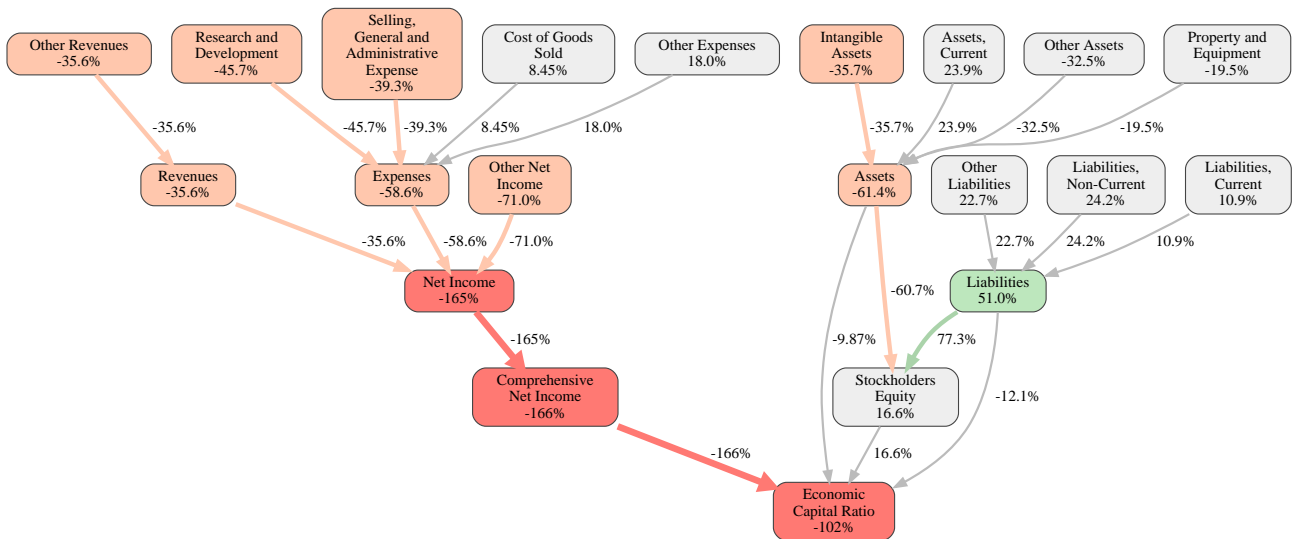 Other Revenues
-35.6%
Research and
Development
-45.7%
Selling,
General and
Administrative
Expense
-39.3%
Cost of Goods
Sold
8.45%
Other Expenses
18.0%
Intangible
Assets
-35.7%
Assets,
Current
23.9%
Other Assets
-32.5%
Property and
Equipment
-19.5%
-35.6%
-45.7%
-39.3%
8.45%
18.0%
-35.7%
23.9%
-32.5%
-19.5%
Revenues
-35.6%
Expenses
-58.6%
Other Net
Income
-71.0%
Assets
-61.4%
Other
Liabilities
22.7%
Liabilities,
Non-Current
24.2%
Liabilities,
Current
10.9%
-35.6%
-58.6%
-71.0%
22.7%
24.2%
10.9%
Net Income
-165%
-60.7%
Liabilities
51.0%
-165%
-9.87%
77.3%
Comprehensive
Net Income
-166%
Stockholders
Equity
16.6%
-12.1%
-166%
16.6%
Economic
Capital Ratio
-102%